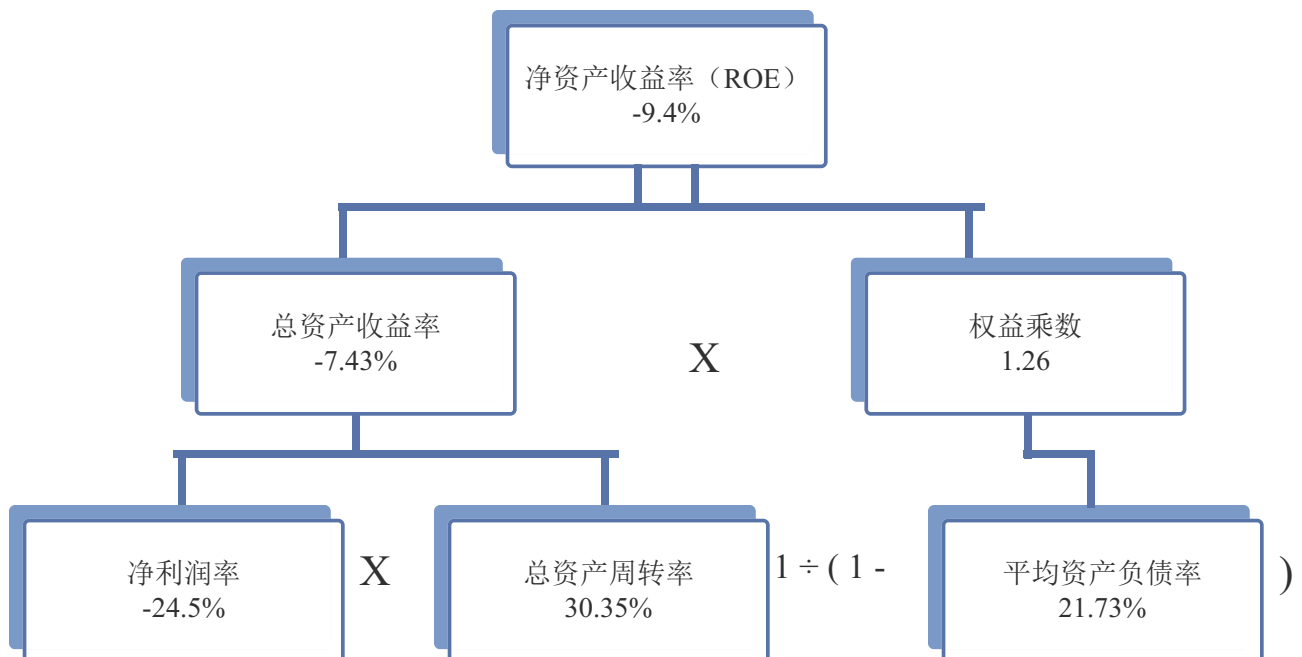 净资产收益率（ROE）
-9.4%
总资产收益率
-7.43%
X
权益乘数
1.26
净利润率
-24.5%
X
总资产周转率
30.35%
1 ÷ ( 1 -
平均资产负债率
21.73%
)